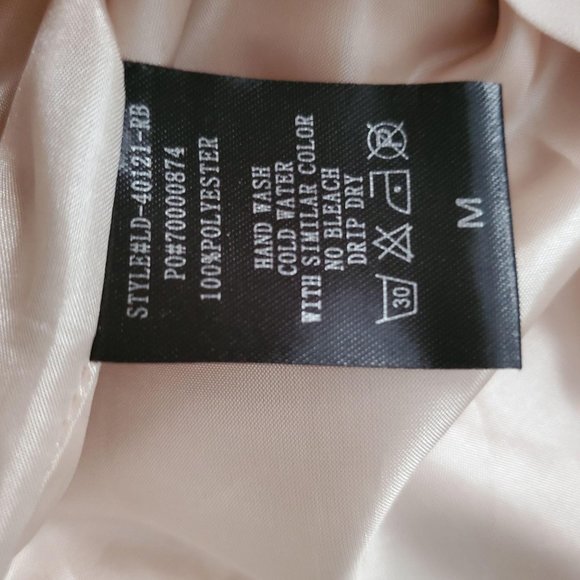 STYLE#LD-40121-RB
PO#70000874
100%POLYESTER
HAND WASH
COLD WATER
WITH SIMILAR COLOR
NO BLEACH
DRIP DRY
30
P
M